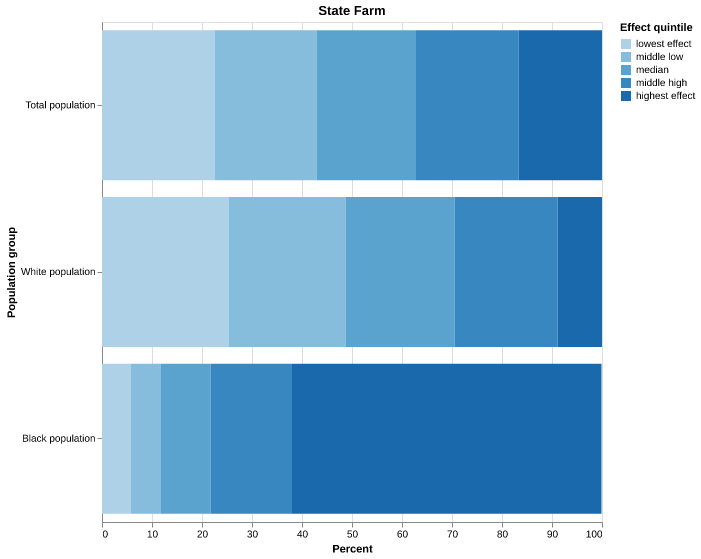 State Farm
Effect quintile
lowest effect
middle low
median
middle high
highest effect
Population group
Total population
White population
Black population
0 10 20 30 40 50 60 70 80 90 100
Percent